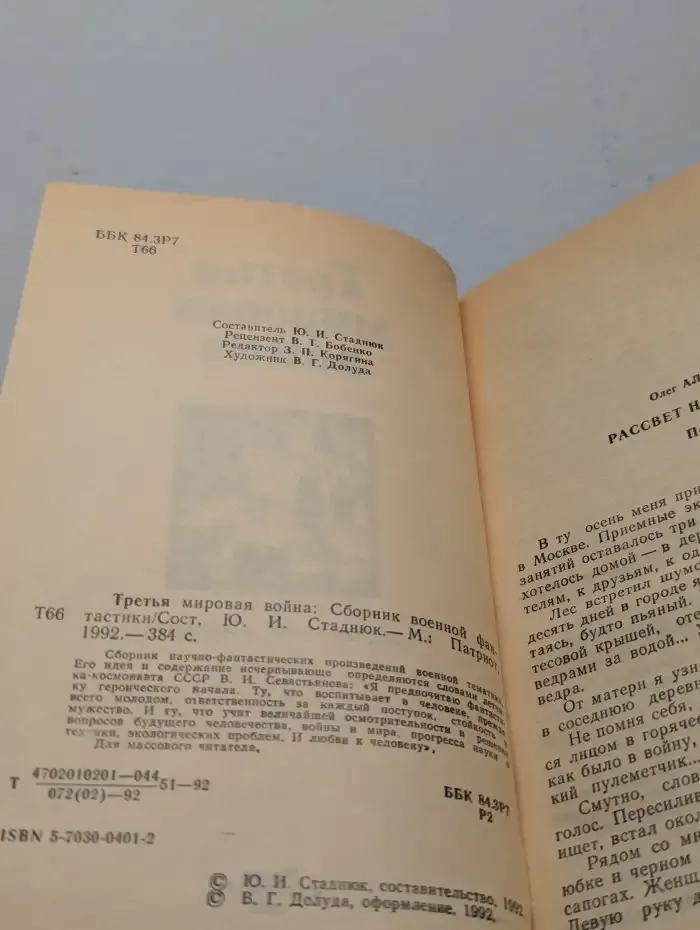 ББК 84.3Р7
Т66
Составитель Ю. И. Стаднюк
Рецензент В. Т. Бобенко
Редактор З. П. Корягина
Художник В. Г. Долуда
Третья мировая война: Сборник военной фан-
Т66 тастики/Сост. Ю. И. Стаднюк.— М.: Патриот,
1992.— 384 с.
Сборник научно-фантастических произведений военной тематики.
Его идея и содержание исчерпывающе определяются словами летчи-
ка-космонавта СССР В. И. Севастьянова: «Я предпочитаю фантасти-
ку героического начала. Ту, что воспитывает в человеке, прежде
всего молодом, ответственность за каждый поступок, стойкость и
мужество. И ту, что учит величайшей осмотрительности в решении
вопросов будущего человечества, войны и мира, прогресса науки и
техники, экологических проблем. И любви к человеку».
Для массового читателя.
Т 4702010201—044 51—92
072(02)—92
ББК 84.3Р7
Р2
ISBN 5-7030-0401-2
© Ю. И. Стаднюк, составительство, 1992
© В. Г. Долуда, оформление, 1992,
Олег АЛ
РАССВЕТ Н
По
В ту осень меня при
в Москве. Приемные эк
занятий оставалось три
хотелось домой — в дер
телям, к друзьям, к од
Лес встретил шумо
десять дней в городе я
таясь, будто пьяный.
тесовой крышей, оте
ведрами за водой...
ведра.
От матери я узн
в соседнюю деревн
Не помня себя,
ся лицом в горяче
как было в войну,
кий пулеметчик...
Смутно, слов
голос. Пересилив
ищет, встал окол
Рядом со мн
юбке и черном
сапогах. Женщ
Левую руку д